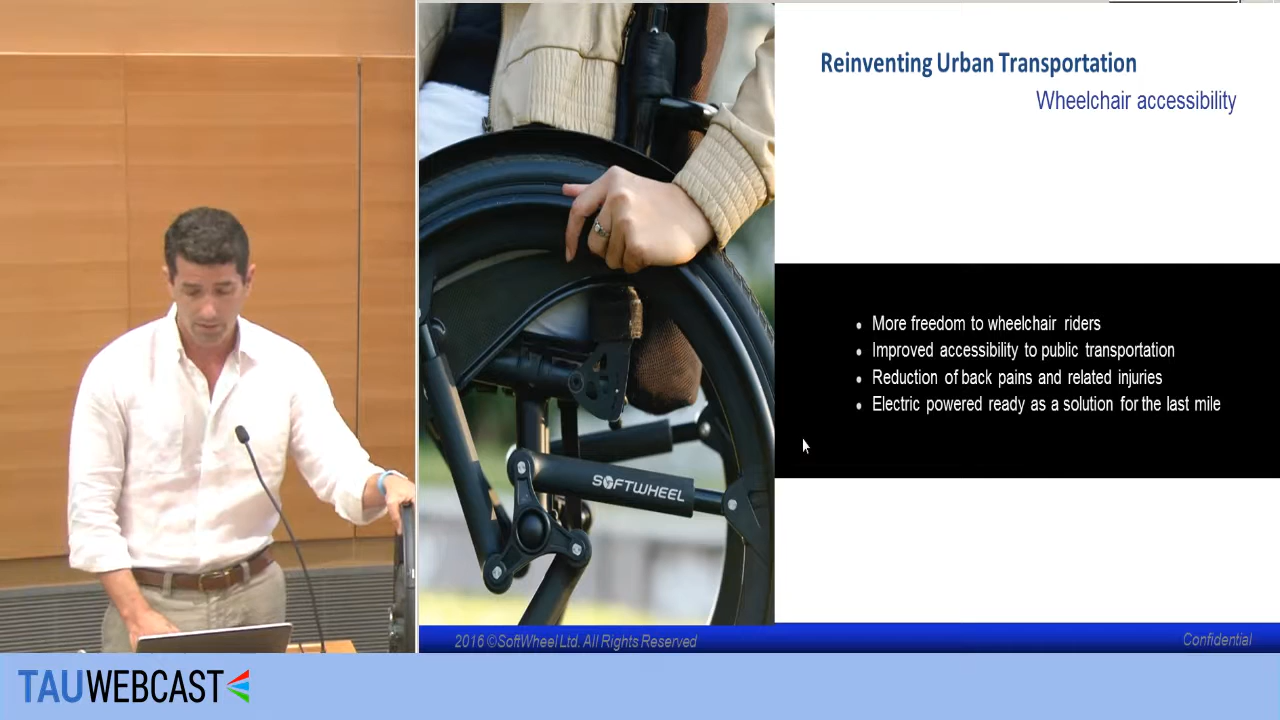 Reinventing Urban Transportation
Wheelchair accessibility
• More freedom to wheelchair riders
• Improved accessibility to public transportation
• Reduction of back pains and related injuries
• Electric powered ready as a solution for the last mile
SOFTWHEEL
2016 ©SoftWheel Ltd. All Rights Reserved
Confidential
TAUWEBCAST